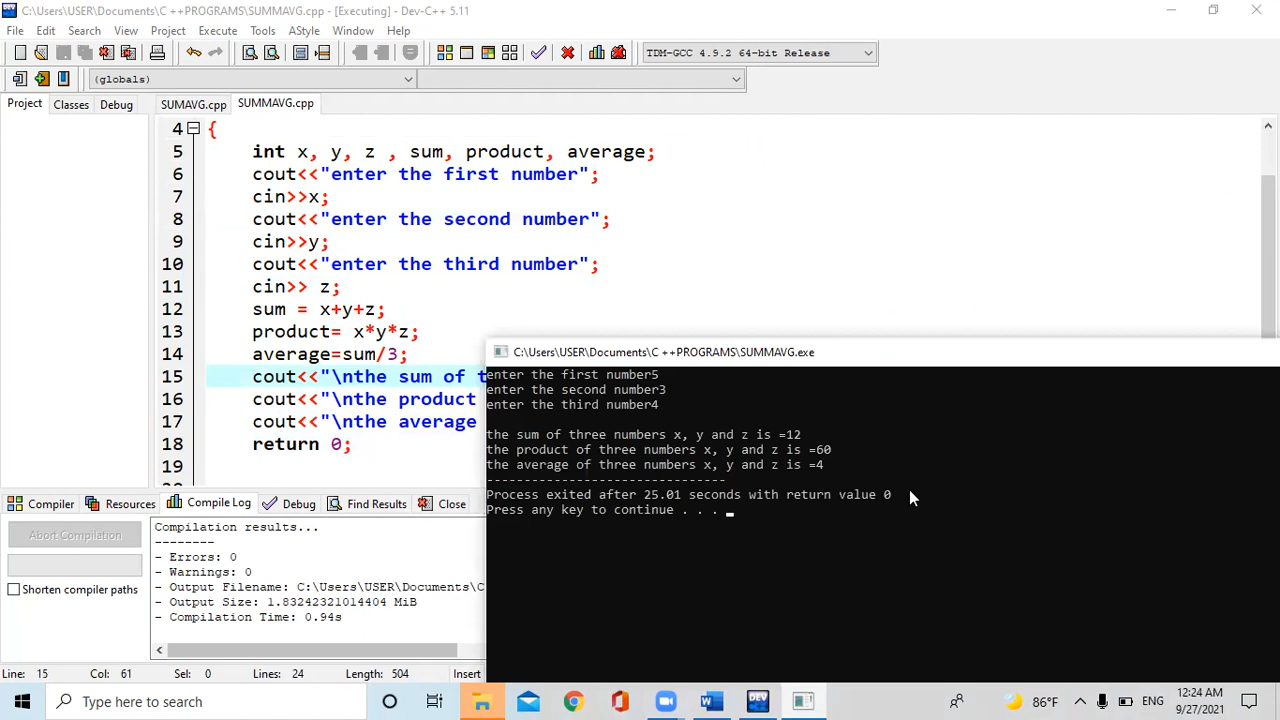 C:\Users\USER\Documents\C ++PROGRAMS\SUMMAVG.cpp - [Executing] - Dev-C++ 5.11
File Edit Search View Project Execute Tools AStyle Window Help
TDM-GCC 4.9.2 64-bit Release
(globals)
Project Classes Debug SUMAVG.cpp SUMMAVG.cpp
4 {
5 int x, y, z , sum, product, average;
6 cout<<"enter the first number";
7 cin>>x;
8 cout<<"enter the second number";
9 cin>>y;
10 cout<<"enter the third number";
11 cin>> z;
12 sum = x+y+z;
13 product= x*y*z;
14 average=sum/3;
15 cout<<"\nthe sum of t
16 cout<<"\nthe product
17 cout<<"\nthe average
18 return 0;
19
C:\Users\USER\Documents\C ++PROGRAMS\SUMMAVG.exe
enter the first number5
enter the second number3
enter the third number4
the sum of three numbers x, y and z is =12
the product of three numbers x, y and z is =60
the average of three numbers x, y and z is =4
--------------------------------
Process exited after 25.01 seconds with return value 0
Press any key to continue . . .
Compiler Resources Compile Log Debug Find Results Close
Abort Compilation
Shorten compiler paths
Compilation results...
--------
- Errors: 0
- Warnings: 0
- Output Filename: C:\Users\USER\Documents\C
- Output Size: 1.83242321014404 MiB
- Compilation Time: 0.94s
Line: 15 Col: 61 Sel: 0 Lines: 24 Length: 504 Insert
Type here to search
DEV
86°F ENG 12:24 AM
9/27/2021